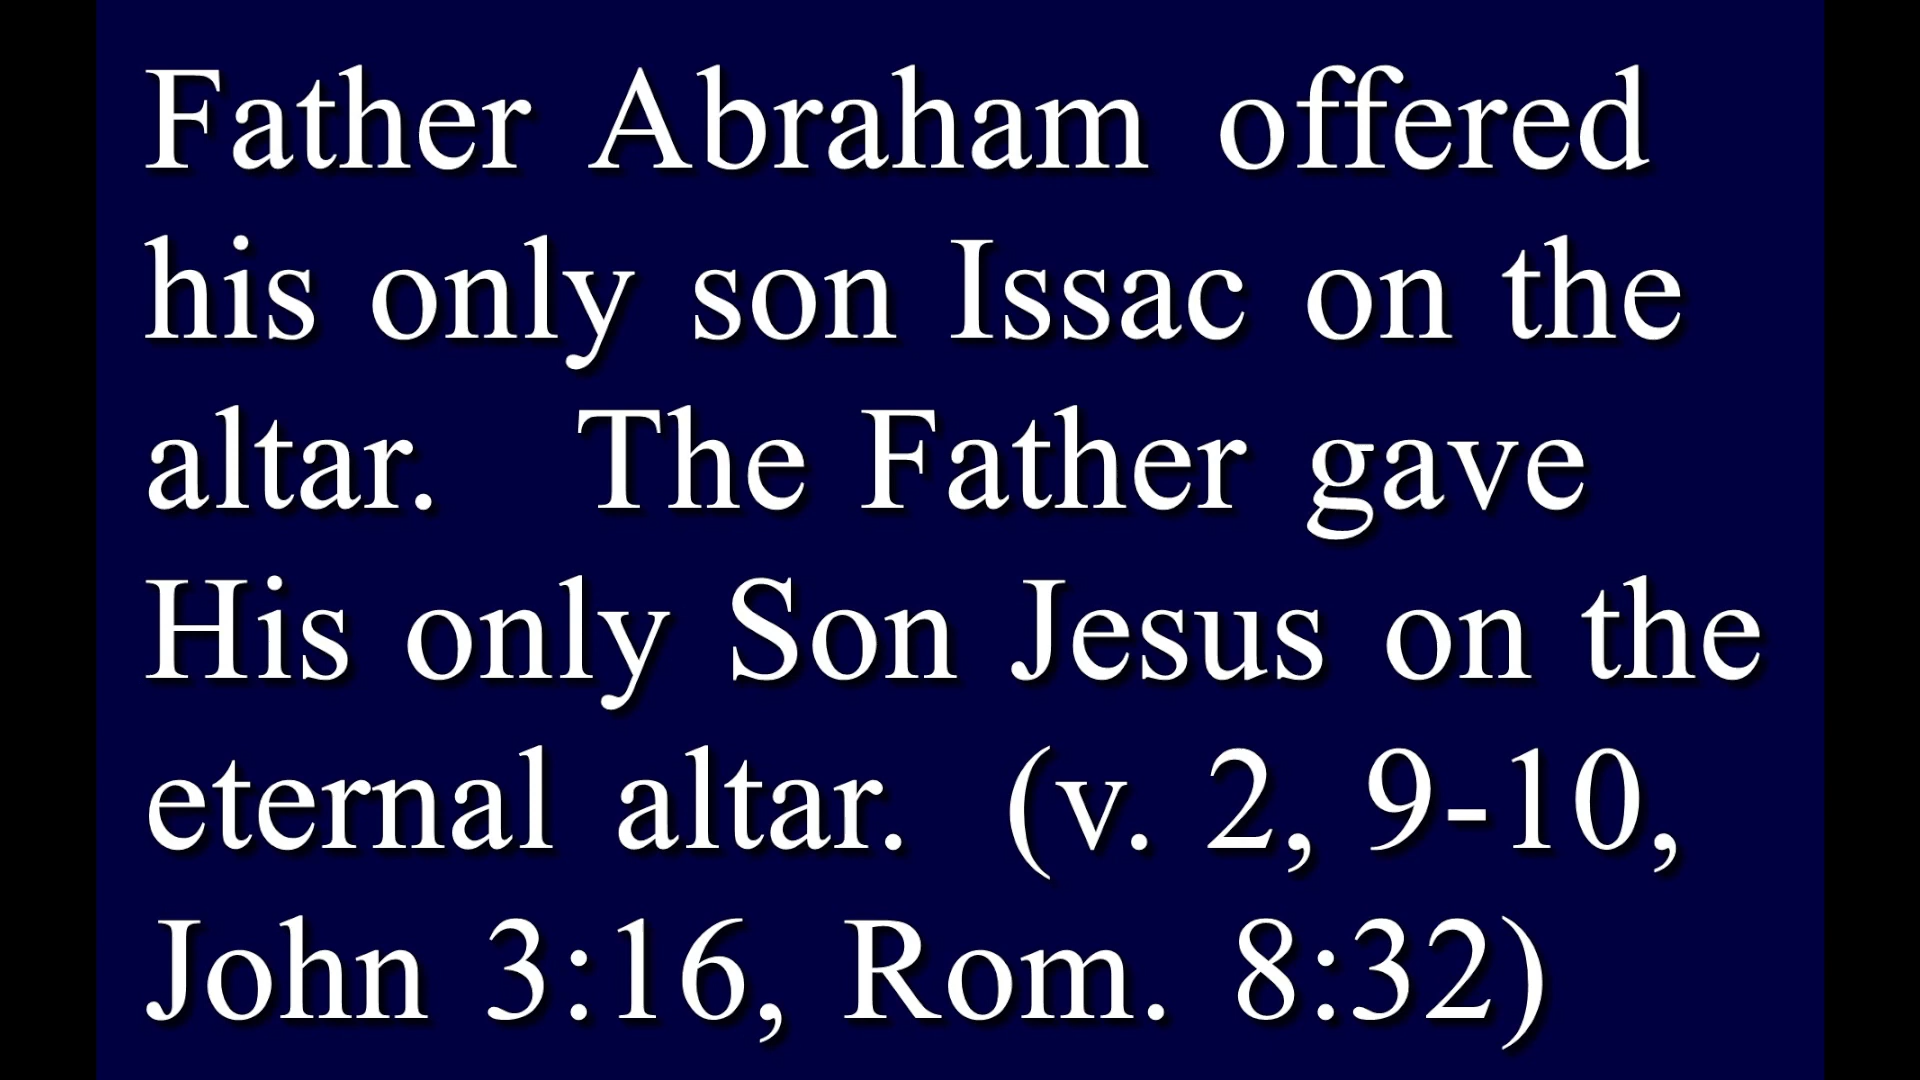 Father Abraham offered
his only son Issac on the
altar. The Father gave
His only Son Jesus on the
eternal altar. (v. 2, 9-10,
John 3:16, Rom. 8:32)